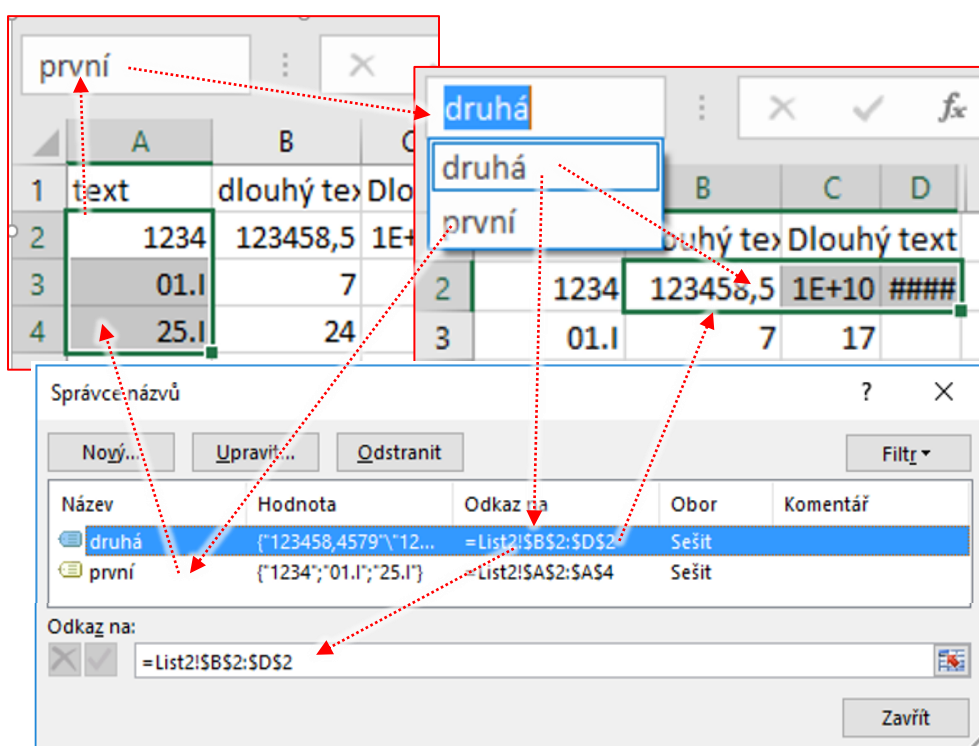 první
A B
1 text dlouhý tex Dlo
2 1234 123458,5 1E+
3 01.I 7
4 25.I 24
druhá fx
druhá
první
B C D
ouhý tex Dlouhý text
2 1234 123458,5 1E+10 ####
3 01.I 7 17
Správce názvů ?
Nový... Upravit... Odstranit Filtr
Název Hodnota Odkaz na Obor Komentář
druhá {"123458,4579"\"12... =List2!$B$2:$D$2 Sešit
první {"1234";"01.I";"25.I"} =List2!$A$2:$A$4 Sešit
Odkaz na:
=List2!$B$2:$D$2
Zavřít